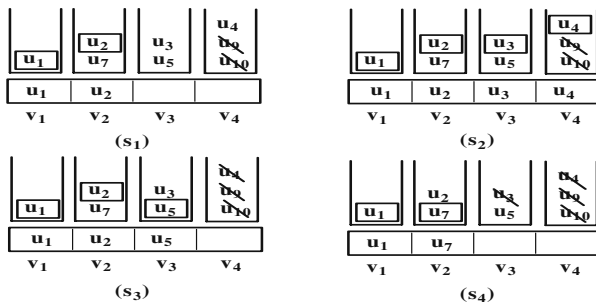 u₄
u₂ u₃ u₉
u₁ u₇ u₅ u₁₀
u₁ u₂
v₁ v₂ v₃ v₄
(s₁)
u₄
u₂ u₃ u₉
u₁ u₇ u₅ u₁₀
u₁ u₂ u₃ u₄
v₁ v₂ v₃ v₄
(s₂)
u₄
u₂ u₃ u₉
u₁ u₇ u₅ u₁₀
u₁ u₂ u₅
v₁ v₂ v₃ v₄
(s₃)
u₄
u₂ u₃ u₉
u₁ u₇ u₅ u₁₀
u₁ u₇
v₁ v₂ v₃ v₄
(s₄)